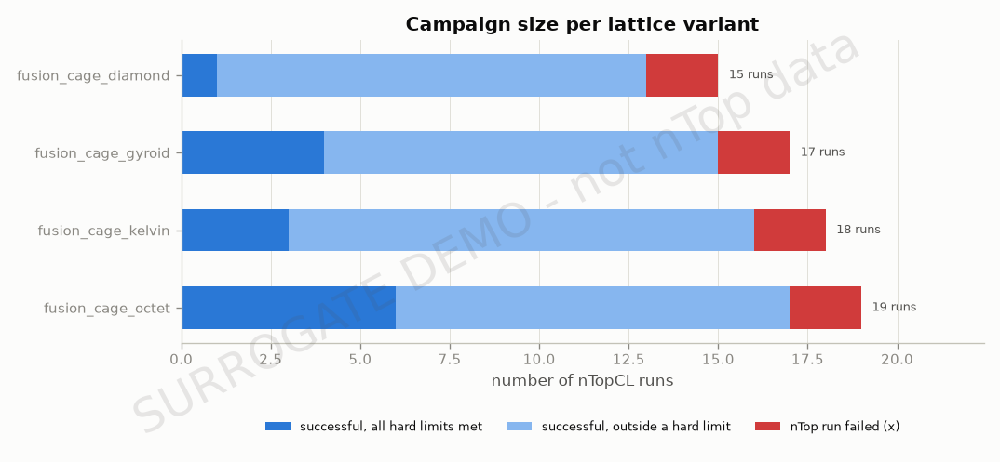 Campaign size per lattice variant
fusion_cage_diamond
15 runs
fusion_cage_gyroid
17 runs
fusion_cage_kelvin
18 runs
fusion_cage_octet
19 runs
0.0 2.5 5.0 7.5 10.0 12.5 15.0 17.5 20.0
number of nTopCL runs
successful, all hard limits met successful, outside a hard limit nTop run failed (x)
SURROGATE DEMO - not nTop data